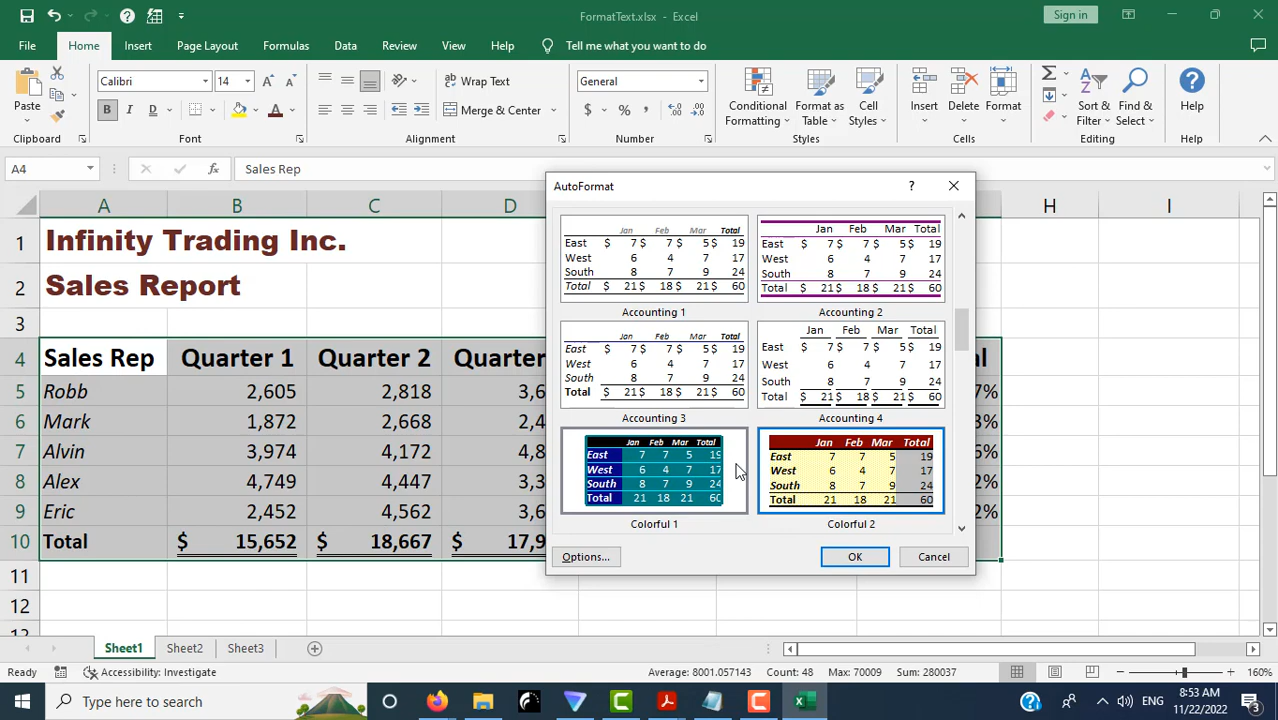 FormatText.xlsx - Excel
Sign in
File Home Insert Page Layout Formulas Data Review View Help Tell me what you want to do
Paste
Calibri 14
B I D
Wrap Text
Merge & Center
General
$ %
Conditional Formatting
Format as Table
Cell Styles
Insert
Delete
Format
Sort & Filter
Find & Select
Help
Clipboard Font Alignment Number Styles Cells Editing Help
A4 fx Sales Rep
A B C D H I
1 Infinity Trading Inc.
2 Sales Report
3
4 Sales Rep Quarter 1 Quarter 2 Quarter
5 Robb 2,605 2,818 3,6 7%
6 Mark 1,872 2,668 2,4 3%
7 Alvin 3,974 4,172 4,8 6%
8 Alex 4,749 4,447 3,3 2%
9 Eric 2,452 4,562 3,6 2%
10 Total $ 15,652 $ 18,667 $ 17,9
11
12
AutoFormat
? 
Jan Feb Mar Total
East $ 7 $ 7 $ 5 $ 19
West 6 4 7 17
South 8 7 9 24
Total $ 21 $ 18 $ 21 $ 60
Accounting 1
Jan Feb Mar Total
East $ 7 $ 7 $ 5 $ 19
West 6 4 7 17
South 8 7 9 24
Total $ 21 $ 18 $ 21 $ 60
Accounting 2
Jan Feb Mar Total
East $ 7 $ 7 $ 5 $ 19
West 6 4 7 17
South 8 7 9 24
Total $ 21 $ 18 $ 21 $ 60
Accounting 3
Jan Feb Mar Total
East $ 7 $ 7 $ 5 $ 19
West 6 4 7 17
South 8 7 9 24
Total $ 21 $ 18 $ 21 $ 60
Accounting 4
Jan Feb Mar Total
East 7 7 5 19
West 6 4 7 17
South 8 7 9 24
Total 21 18 21 60
Colorful 1
Jan Feb Mar Total
East 7 7 5 19
West 6 4 7 17
South 8 7 9 24
Total 21 18 21 60
Colorful 2
Options... OK Cancel
Sheet1 Sheet2 Sheet3
Ready Accessibility: Investigate Average: 8001.057143 Count: 48 Max: 70009 Sum: 280037 160%
Type here to search
ENG
8:53 AM
11/22/2022
3